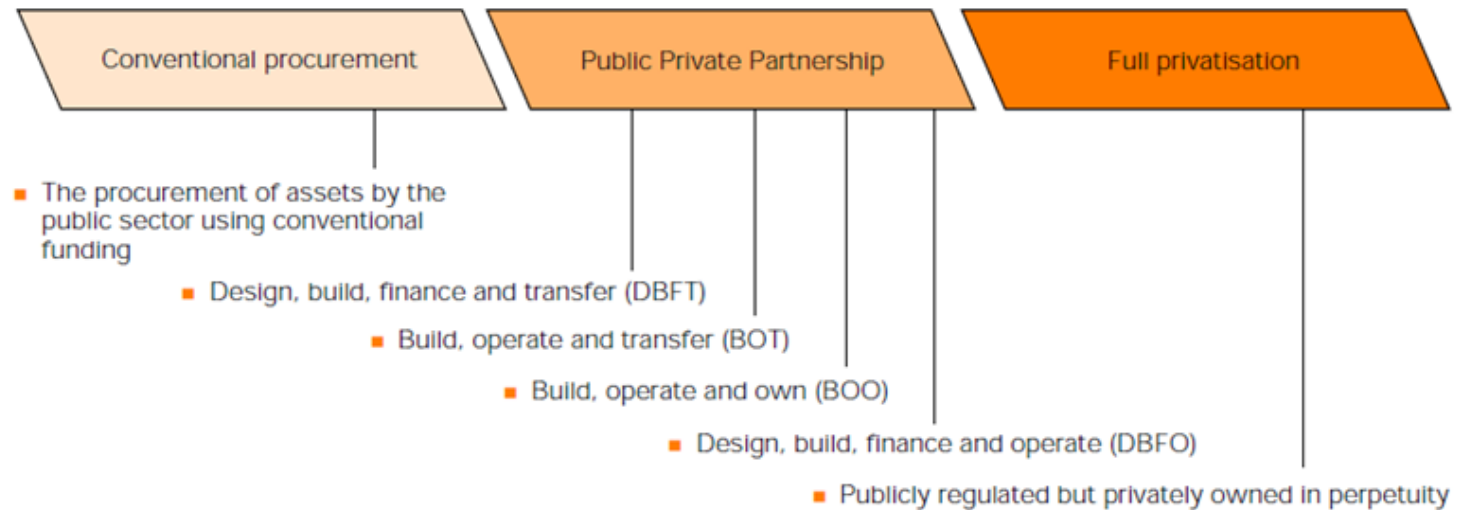 Conventional procurement
Public Private Partnership
Full privatisation
The procurement of assets by the
public sector using conventional
funding
Design, build, finance and transfer (DBFT)
Build, operate and transfer (BOT)
Build, operate and own (BOO)
Design, build, finance and operate (DBFO)
Publicly regulated but privately owned in perpetuity